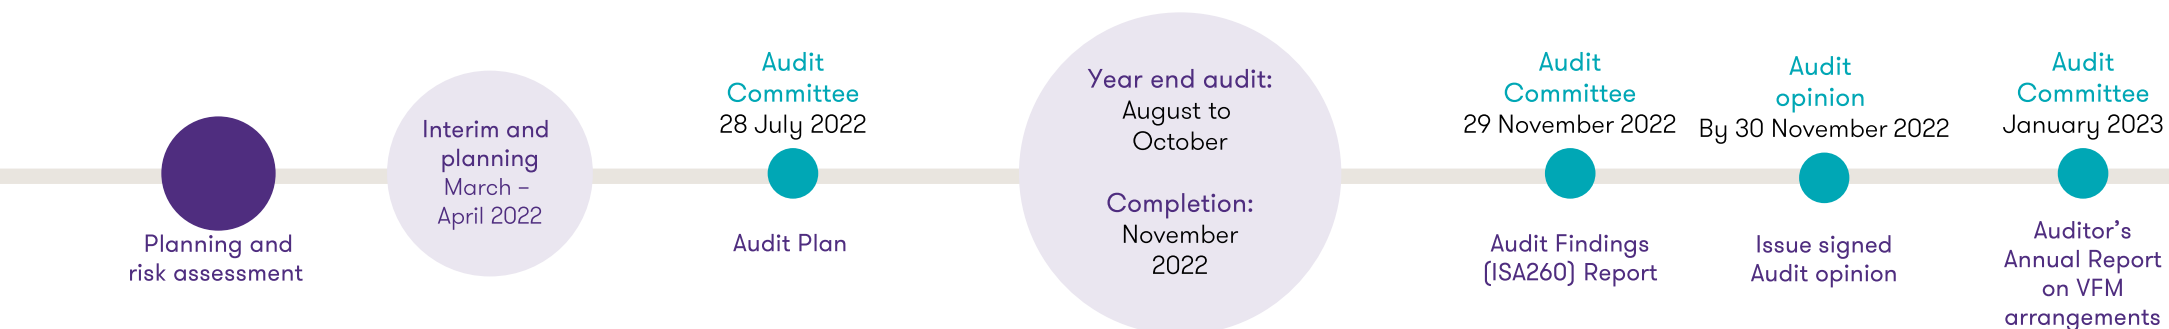 Planning and
risk assessment
Interim and
planning
March –
April 2022
Audit
Committee
28 July 2022
Audit Plan
Year end audit:
August to
October
Completion:
November
2022
Audit
Committee
29 November 2022
Audit Findings
(ISA260) Report
Audit
opinion
By 30 November 2022
Issue signed
Audit opinion
Audit
Committee
January 2023
Auditor’s
Annual Report
on VFM
arrangements